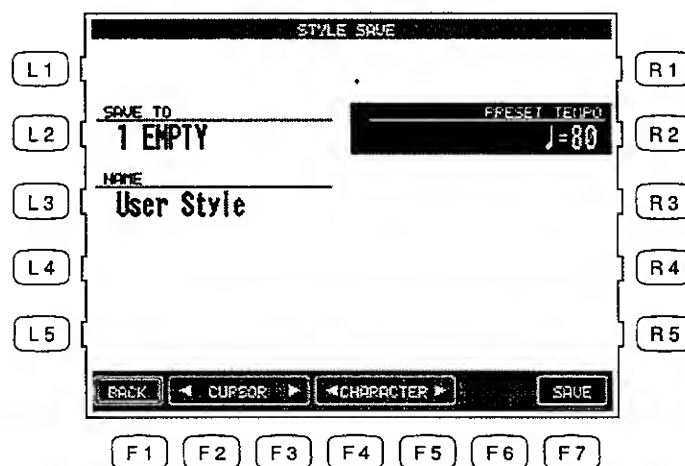 STYLE SAVE
L1 R1
SAVE TO PRESET TEMPO
L2 1 EMPTY ♩=80 R2
NAME
L3 User Style R3
L4 R4
L5 R5
BACK ◄ CURSOR ► ◄CHARACTER► SAVE
F1 F2 F3 F4 F5 F6 F7